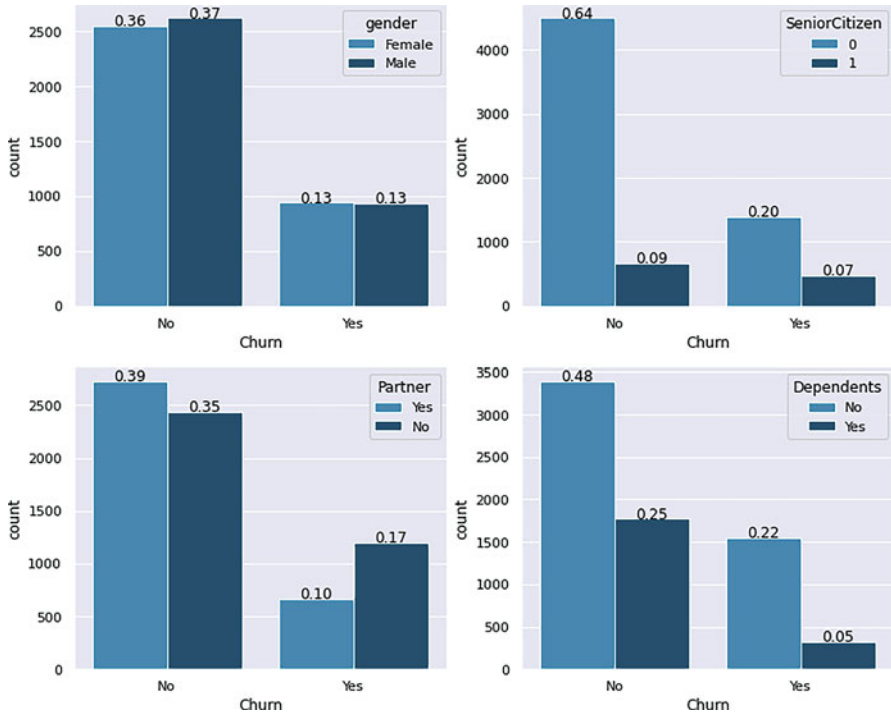 gender
Female
Male
0.36
0.37
0.13
0.13
2500
2000
1500
1000
500
0
count
No
Yes
Churn
SeniorCitizen
0
1
0.64
0.09
0.20
0.07
4000
3000
2000
1000
0
count
No
Yes
Churn
Partner
Yes
No
0.39
0.35
0.10
0.17
2500
2000
1500
1000
500
0
count
No
Yes
Churn
Dependents
No
Yes
0.48
0.25
0.22
0.05
3500
3000
2500
2000
1500
1000
500
0
count
No
Yes
Churn